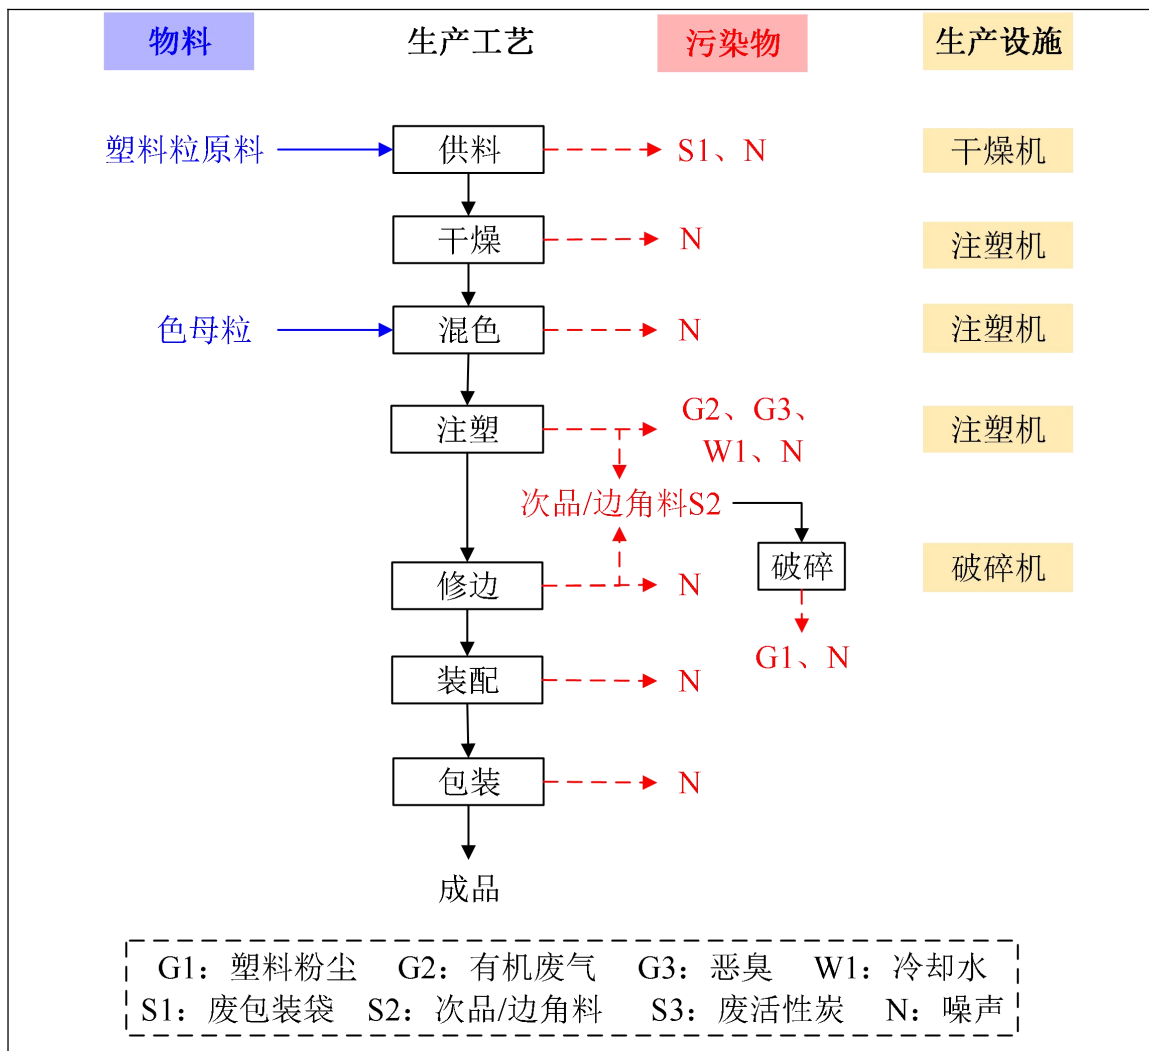 物料 生产工艺 污染物 生产设施
塑料粒原料 供料 S1、N 干燥机
干燥 N 注塑机
色母粒 混色 N 注塑机
注塑 G2、G3、 注塑机
W1、N
次品/边角料S2
破碎 破碎机
修边 N
G1、N
装配 N
包装 N
成品
G1：塑料粉尘 G2：有机废气 G3：恶臭 W1：冷却水
S1：废包装袋 S2：次品/边角料 S3：废活性炭 N：噪声